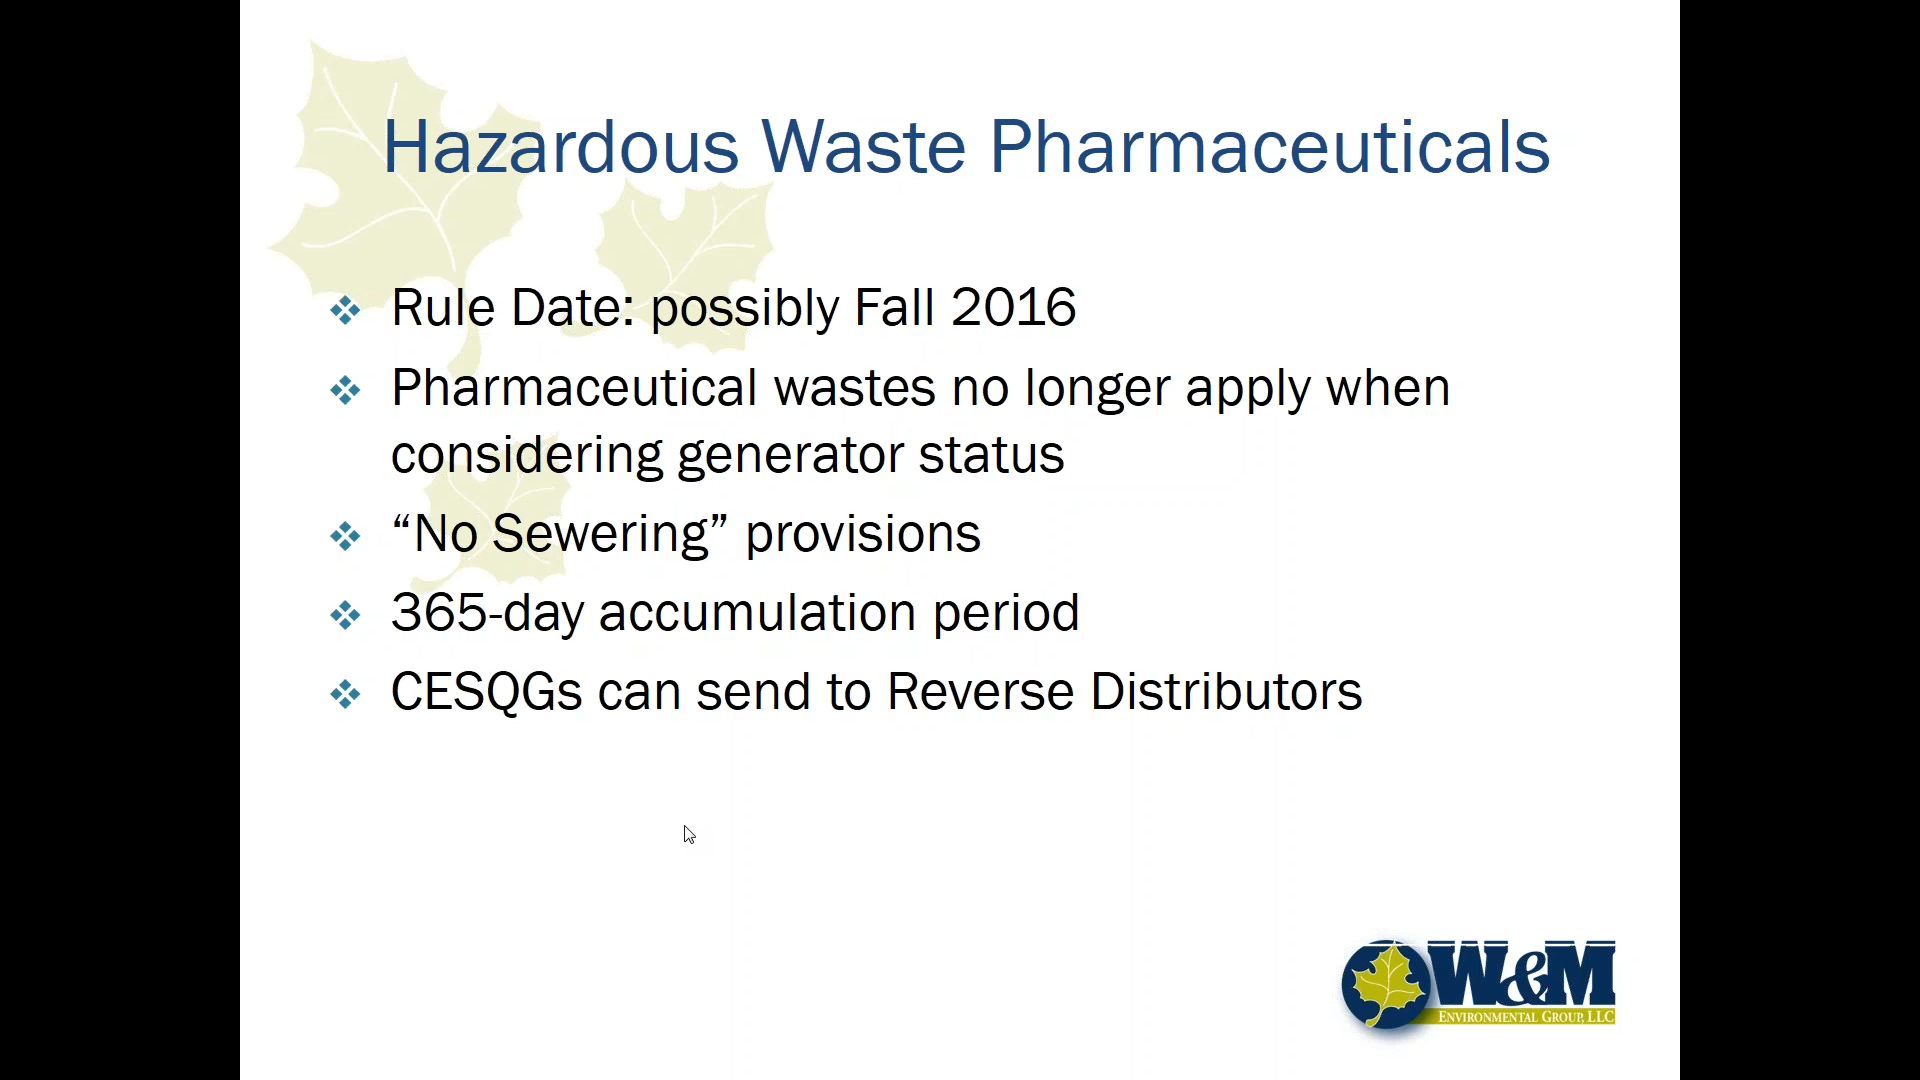 Hazardous Waste Pharmaceuticals
Rule Date: possibly Fall 2016
Pharmaceutical wastes no longer apply when
considering generator status
“No Sewering” provisions
365-day accumulation period
CESQGs can send to Reverse Distributors
W&M
ENVIRONMENTAL GROUP, LLC